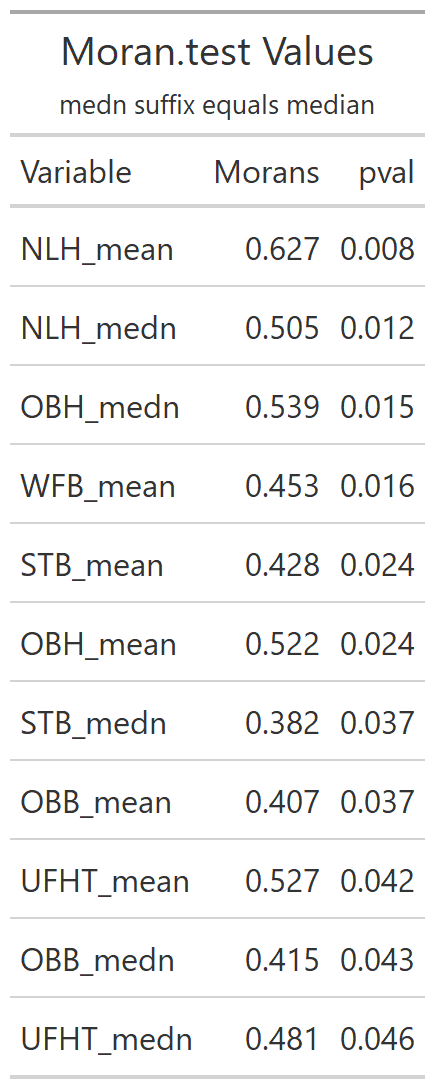 Moran.test Values
medn suffix equals median
Variable Morans pval
NLH_mean 0.627 0.008
NLH_medn 0.505 0.012
OBH_medn 0.539 0.015
WFB_mean 0.453 0.016
STB_mean 0.428 0.024
OBH_mean 0.522 0.024
STB_medn 0.382 0.037
OBB_mean 0.407 0.037
UFHT_mean 0.527 0.042
OBB_medn 0.415 0.043
UFHT_medn 0.481 0.046